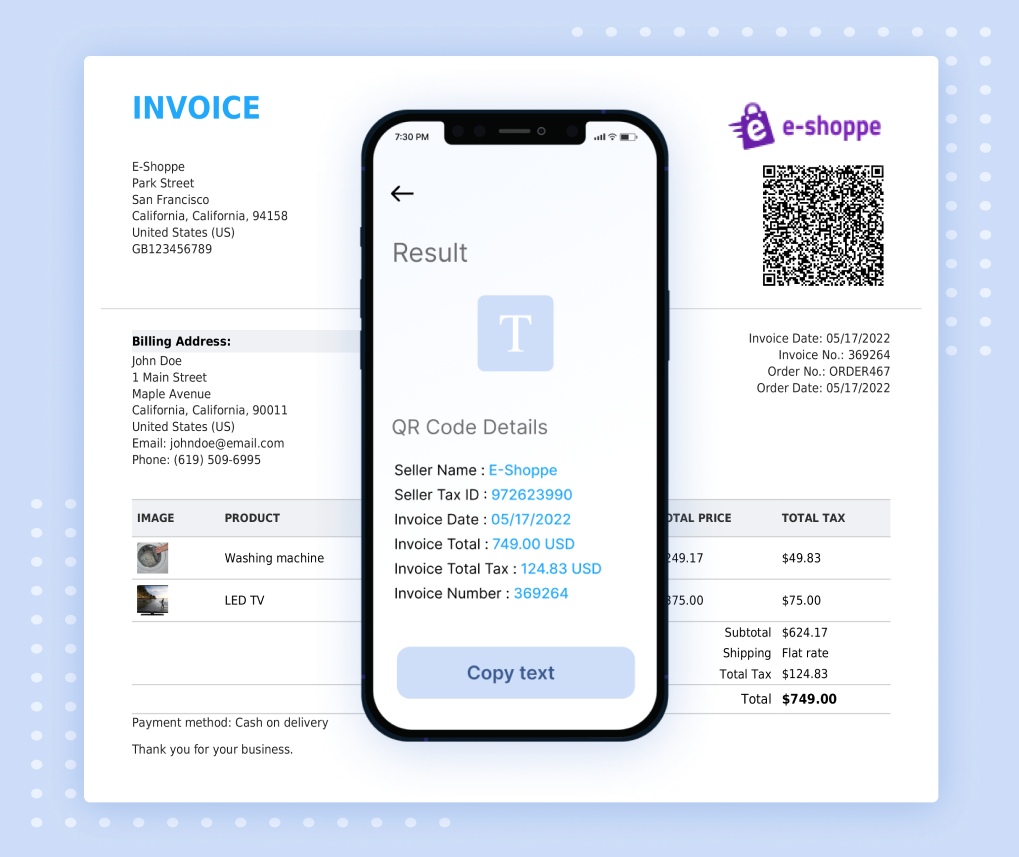 INVOICE
e-shoppe
E-Shoppe
Park Street
San Francisco
California, California, 94158
United States (US)
GB123456789
Billing Address:
John Doe
1 Main Street
Maple Avenue
California, California, 90011
United States (US)
Email: johndoe@email.com
Phone: (619) 509-6995
Invoice Date: 05/17/2022
Invoice No.: 369264
Order No.: ORDER467
Order Date: 05/17/2022
7:30 PM
Result
T
QR Code Details
Seller Name : E-Shoppe
Seller Tax ID : 972623990
Invoice Date : 05/17/2022
Invoice Total : 749.00 USD
Invoice Total Tax : 124.83 USD
Invoice Number : 369264
Copy text
IMAGE PRODUCT PRICE TOTAL TAX
Washing machine $49.83
LED TV $75.00
Subtotal $624.17
Shipping Flat rate
Total Tax $124.83
Total $749.00
Payment method: Cash on delivery
Thank you for your business.